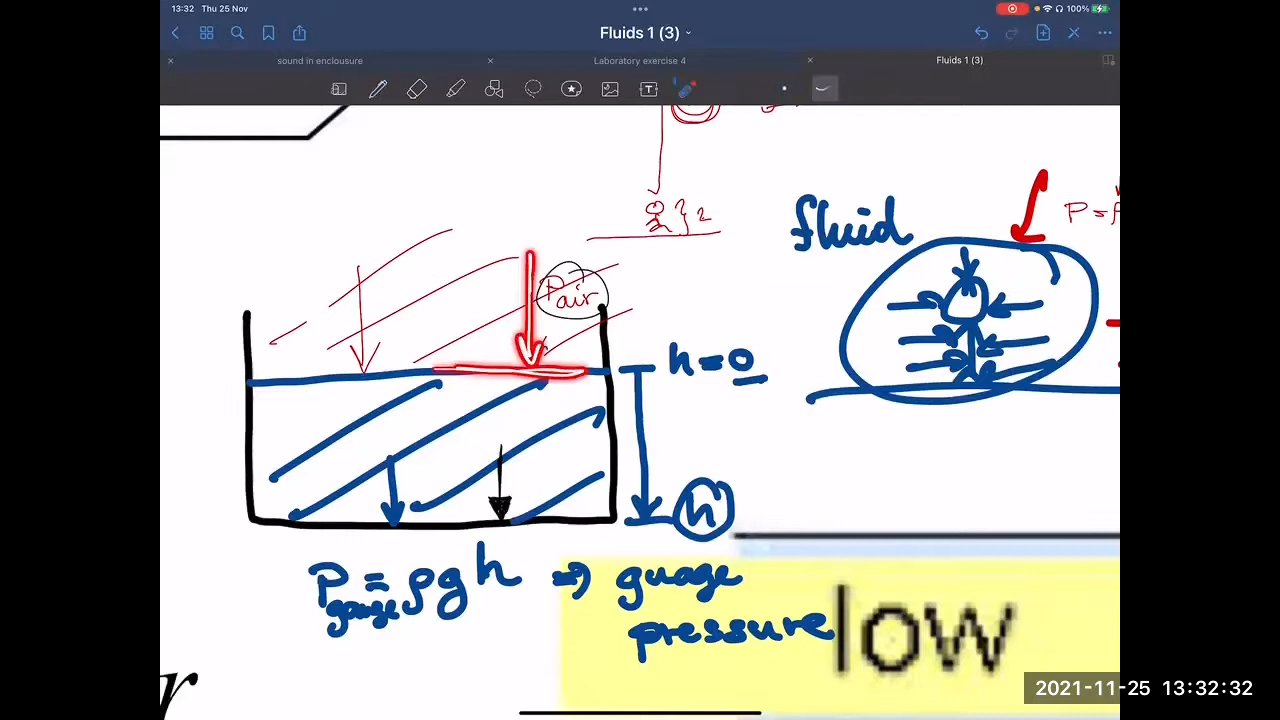 13:32 Thu 25 Nov
100%
Fluids 1 (3)
sound in enclousure
Laboratory exercise 4
Fluids 1 (3)
fluid
P =
Pair
h = 0
h
Pgauge = ρgh ⇒ guage
pressure
low
r
2021-11-25 13:32:32